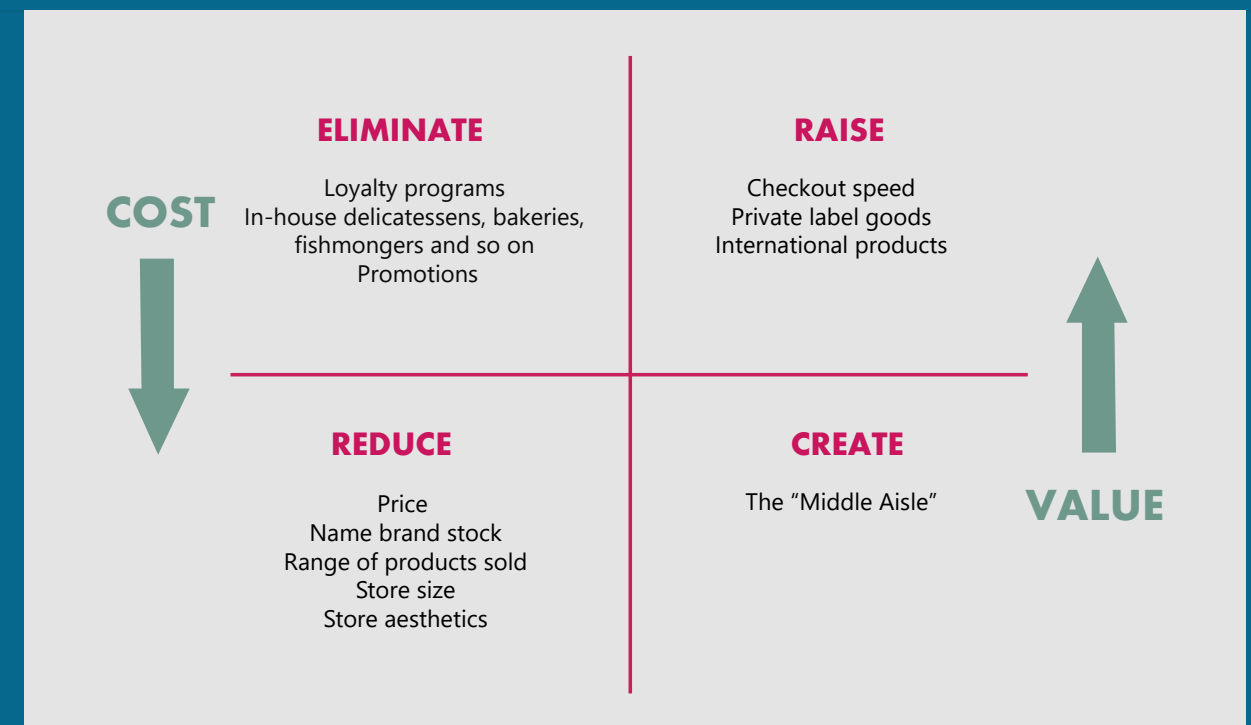 ELIMINATE
Loyalty programs
In-house delicatessens, bakeries,
fishmongers and so on
Promotions
RAISE
Checkout speed
Private label goods
International products
COST
REDUCE
Price
Name brand stock
Range of products sold
Store size
Store aesthetics
CREATE
The “Middle Aisle”
VALUE